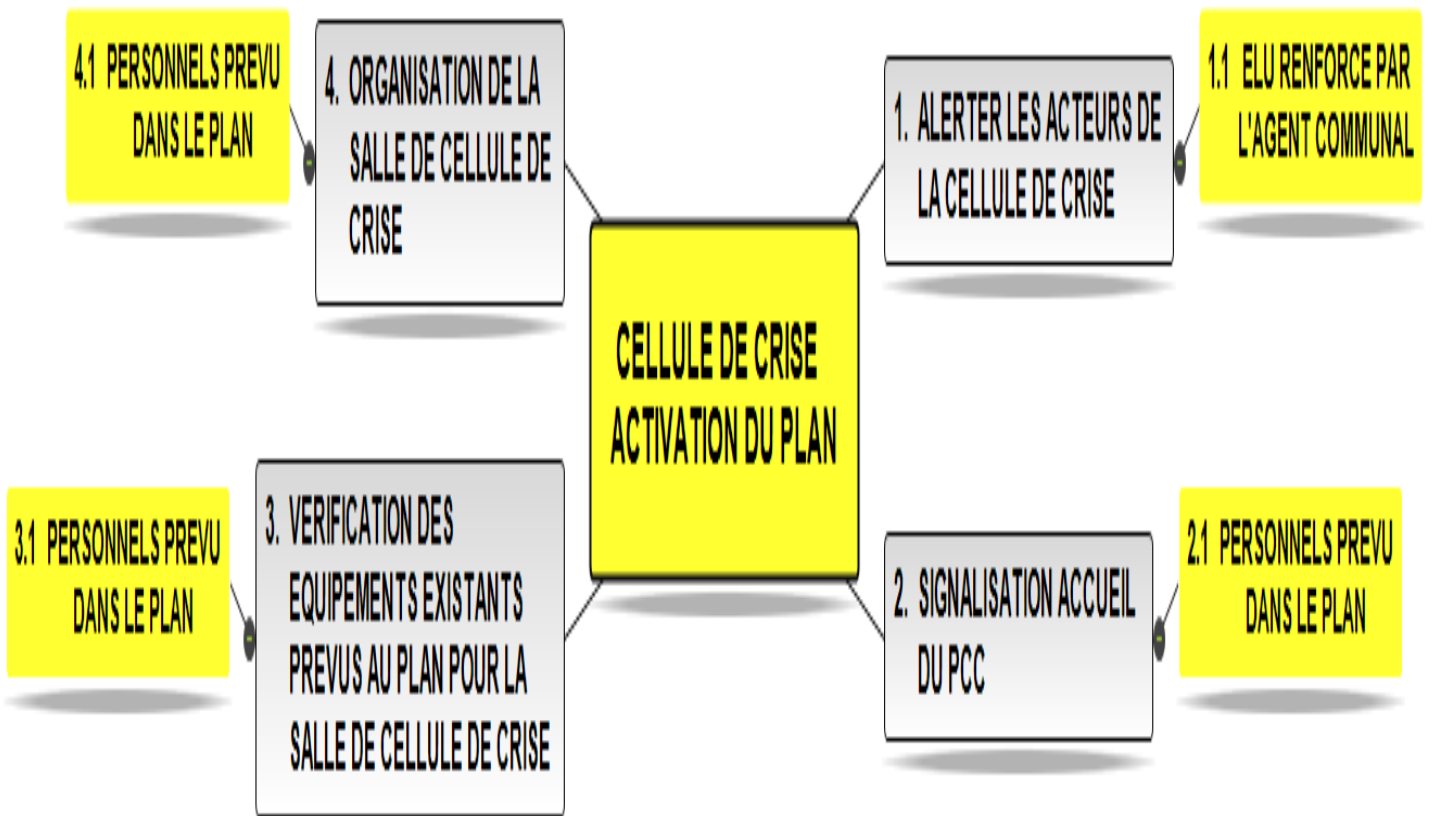 CELLULE DE CRISE
ACTIVATION DU PLAN
1. ALERTER LES ACTEURS DE
LA CELLULE DE CRISE
1.1 ELU RENFORCE PAR
L'AGENT COMMUNAL
2. SIGNALISATION ACCUEIL
DU PCC
2.1 PERSONNELS PREVU
DANS LE PLAN
3. VERIFICATION DES
EQUIPEMENTS EXISTANTS
PREVUS AU PLAN POUR LA
SALLE DE CELLULE DE CRISE
3.1 PERSONNELS PREVU
DANS LE PLAN
4. ORGANISATION DE LA
SALLE DE CELLULE DE
CRISE
4.1 PERSONNELS PREVU
DANS LE PLAN